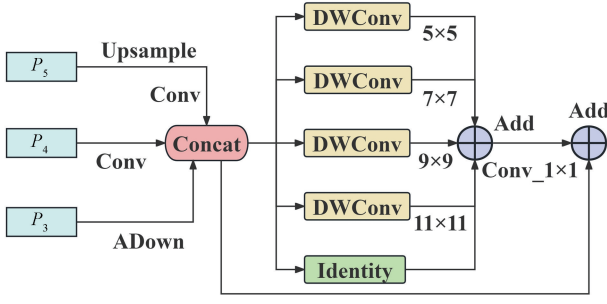 DWConv
5×5
Upsample
P5
Conv
DWConv
7×7
Add
Add
P4
Conv
Concat
DWConv
9×9
Conv_1×1
P3
ADown
DWConv
11×11
Identity